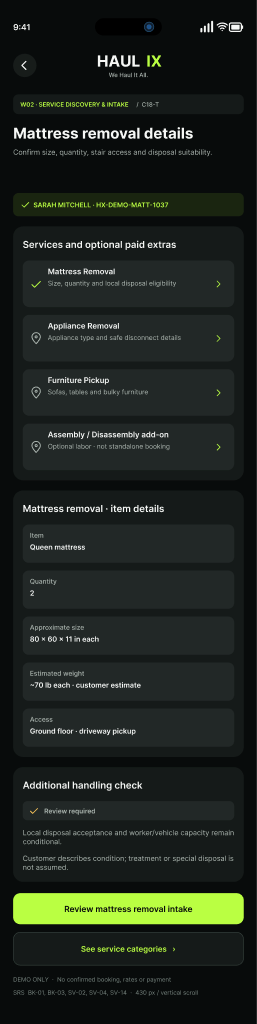 9:41
HAUL IX
We Haul It All.
W02 · SERVICE DISCOVERY & INTAKE / C18-T
Mattress removal details
Confirm size, quantity, stair access and disposal suitability.
SARAH MITCHELL · HX-DEMO-MATT-1037
Services and optional paid extras
Mattress Removal
Size, quantity and local disposal eligibility
Appliance Removal
Appliance type and safe disconnect details
Furniture Pickup
Sofas, tables and bulky furniture
Assembly / Disassembly add-on
Optional labor · not standalone booking
Mattress removal · item details
Item
Queen mattress
Quantity
2
Approximate size
80 × 60 × 11 in each
Estimated weight
~70 lb each · customer estimate
Access
Ground floor · driveway pickup
Additional handling check
Review required
Local disposal acceptance and worker/vehicle capacity remain
conditional.
Customer describes condition; treatment or special disposal is
not assumed.
Review mattress removal intake
See service categories ›
DEMO ONLY · No confirmed booking, rates or payment
SRS BK-01, BK-03, SV-02, SV-04, SV-14 · 430 px / vertical scroll